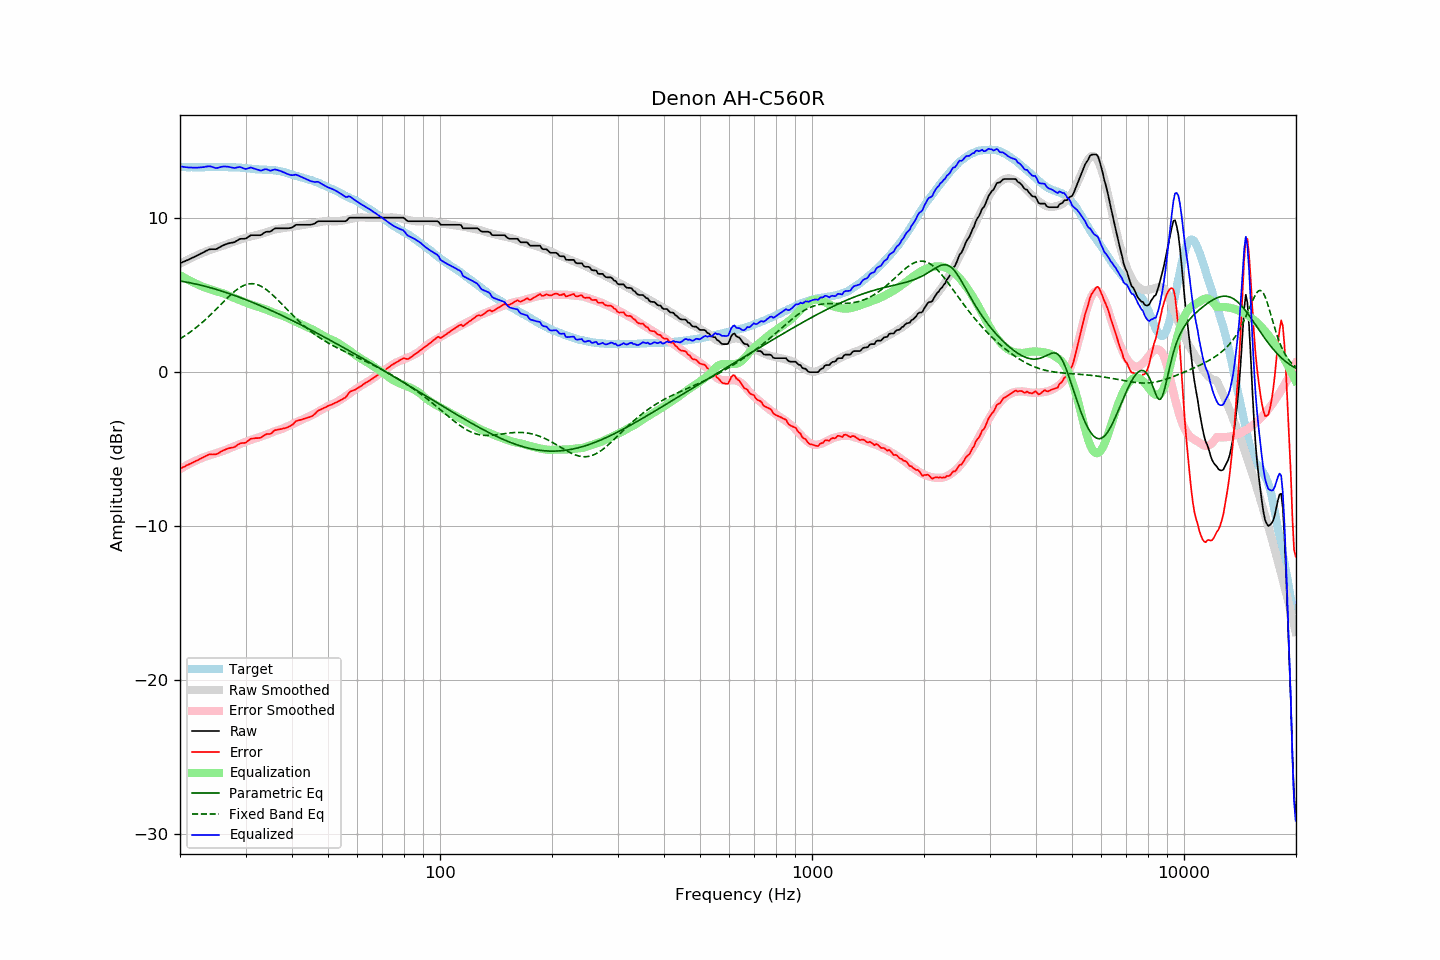 Denon AH-C560R
10
0
−10
−20
−30
Amplitude (dBr)
Target
Raw Smoothed
Error Smoothed
Raw
Error
Equalization
Parametric Eq
Fixed Band Eq
Equalized
100
1000
10000
Frequency (Hz)